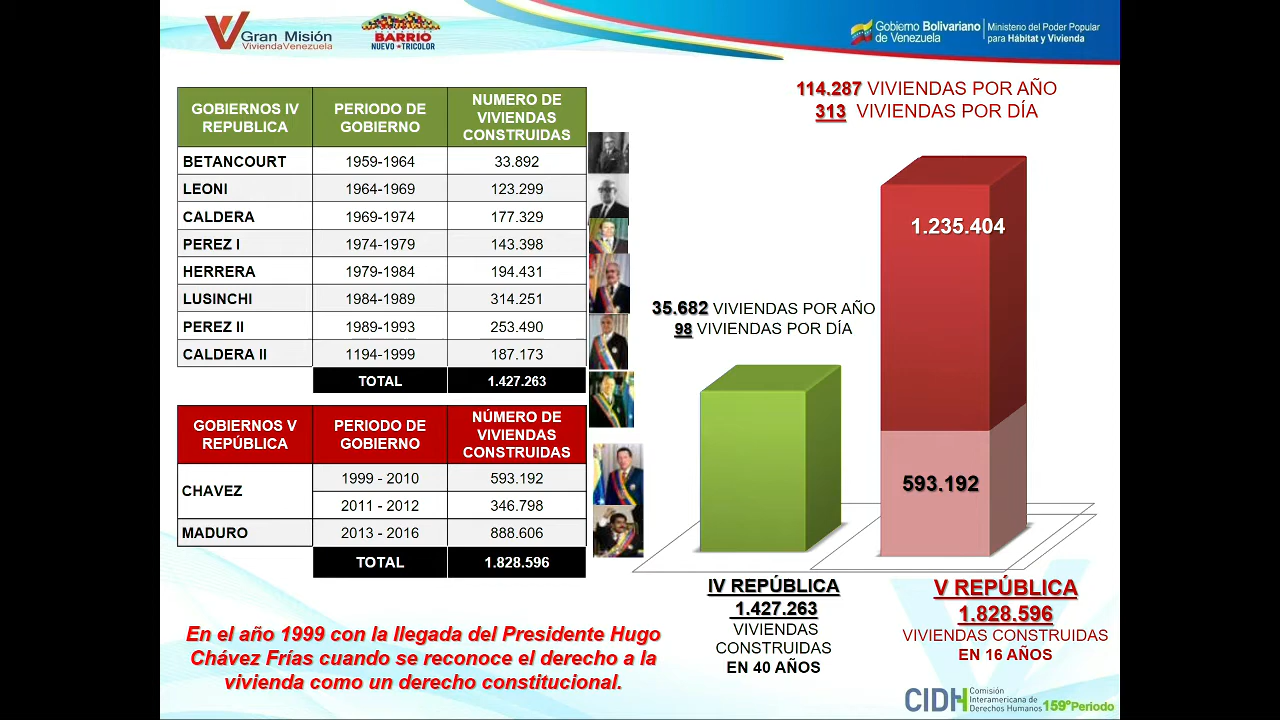 Gran Misión
ViviendaVenezuela
BARRIO
NUEVO TRICOLOR
Gobierno Bolivariano
de Venezuela
Ministerio del Poder Popular
para Hábitat y Vivienda
GOBIERNOS IV REPUBLICA PERIODO DE GOBIERNO NUMERO DE VIVIENDAS CONSTRUIDAS
BETANCOURT 1959-1964 33.892
LEONI 1964-1969 123.299
CALDERA 1969-1974 177.329
PEREZ I 1974-1979 143.398
HERRERA 1979-1984 194.431
LUSINCHI 1984-1989 314.251
PEREZ II 1989-1993 253.490
CALDERA II 1194-1999 187.173
TOTAL 1.427.263
GOBIERNOS V REPÚBLICA PERIODO DE GOBIERNO NÚMERO DE VIVIENDAS CONSTRUIDAS
CHAVEZ 1999 - 2010 593.192
2011 - 2012 346.798
MADURO 2013 - 2016 888.606
TOTAL 1.828.596
En el año 1999 con la llegada del Presidente Hugo
Chávez Frías cuando se reconoce el derecho a la
vivienda como un derecho constitucional.
114.287 VIVIENDAS POR AÑO
313 VIVIENDAS POR DÍA
1.235.404
35.682 VIVIENDAS POR AÑO
98 VIVIENDAS POR DÍA
593.192
IV REPÚBLICA
1.427.263
VIVIENDAS
CONSTRUIDAS
EN 40 AÑOS
V REPÚBLICA
1.828.596
VIVIENDAS CONSTRUIDAS
EN 16 AÑOS
CIDH
Comisión
Interamericana de
Derechos Humanos
159°Periodo